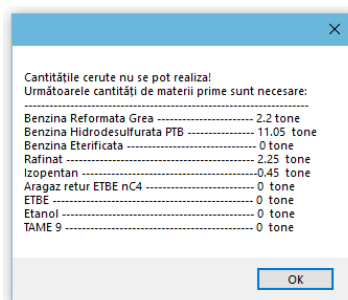 Cantitățile cerute nu se pot realiza!
Următoarele cantități de materii prime sunt necesare:
------------------------------------------------------------------------
Benzina Reformata Grea ------------------------ 2.2 tone
Benzina Hidrodesulfurata PTB ----------------- 11.05 tone
Benzina Eterificata ---------------------------- 0 tone
Rafinat ------------------------------------------------ 2.25 tone
Izopentan ---------------------------------------------0.45 tone
Aragaz retur ETBE nC4 --------------------------- 0 tone
ETBE --------------------------------------------------- 0 tone
Etanol ------------------------------------------------- 0 tone
TAME 9 ------------------------------------------------ 0 tone
OK